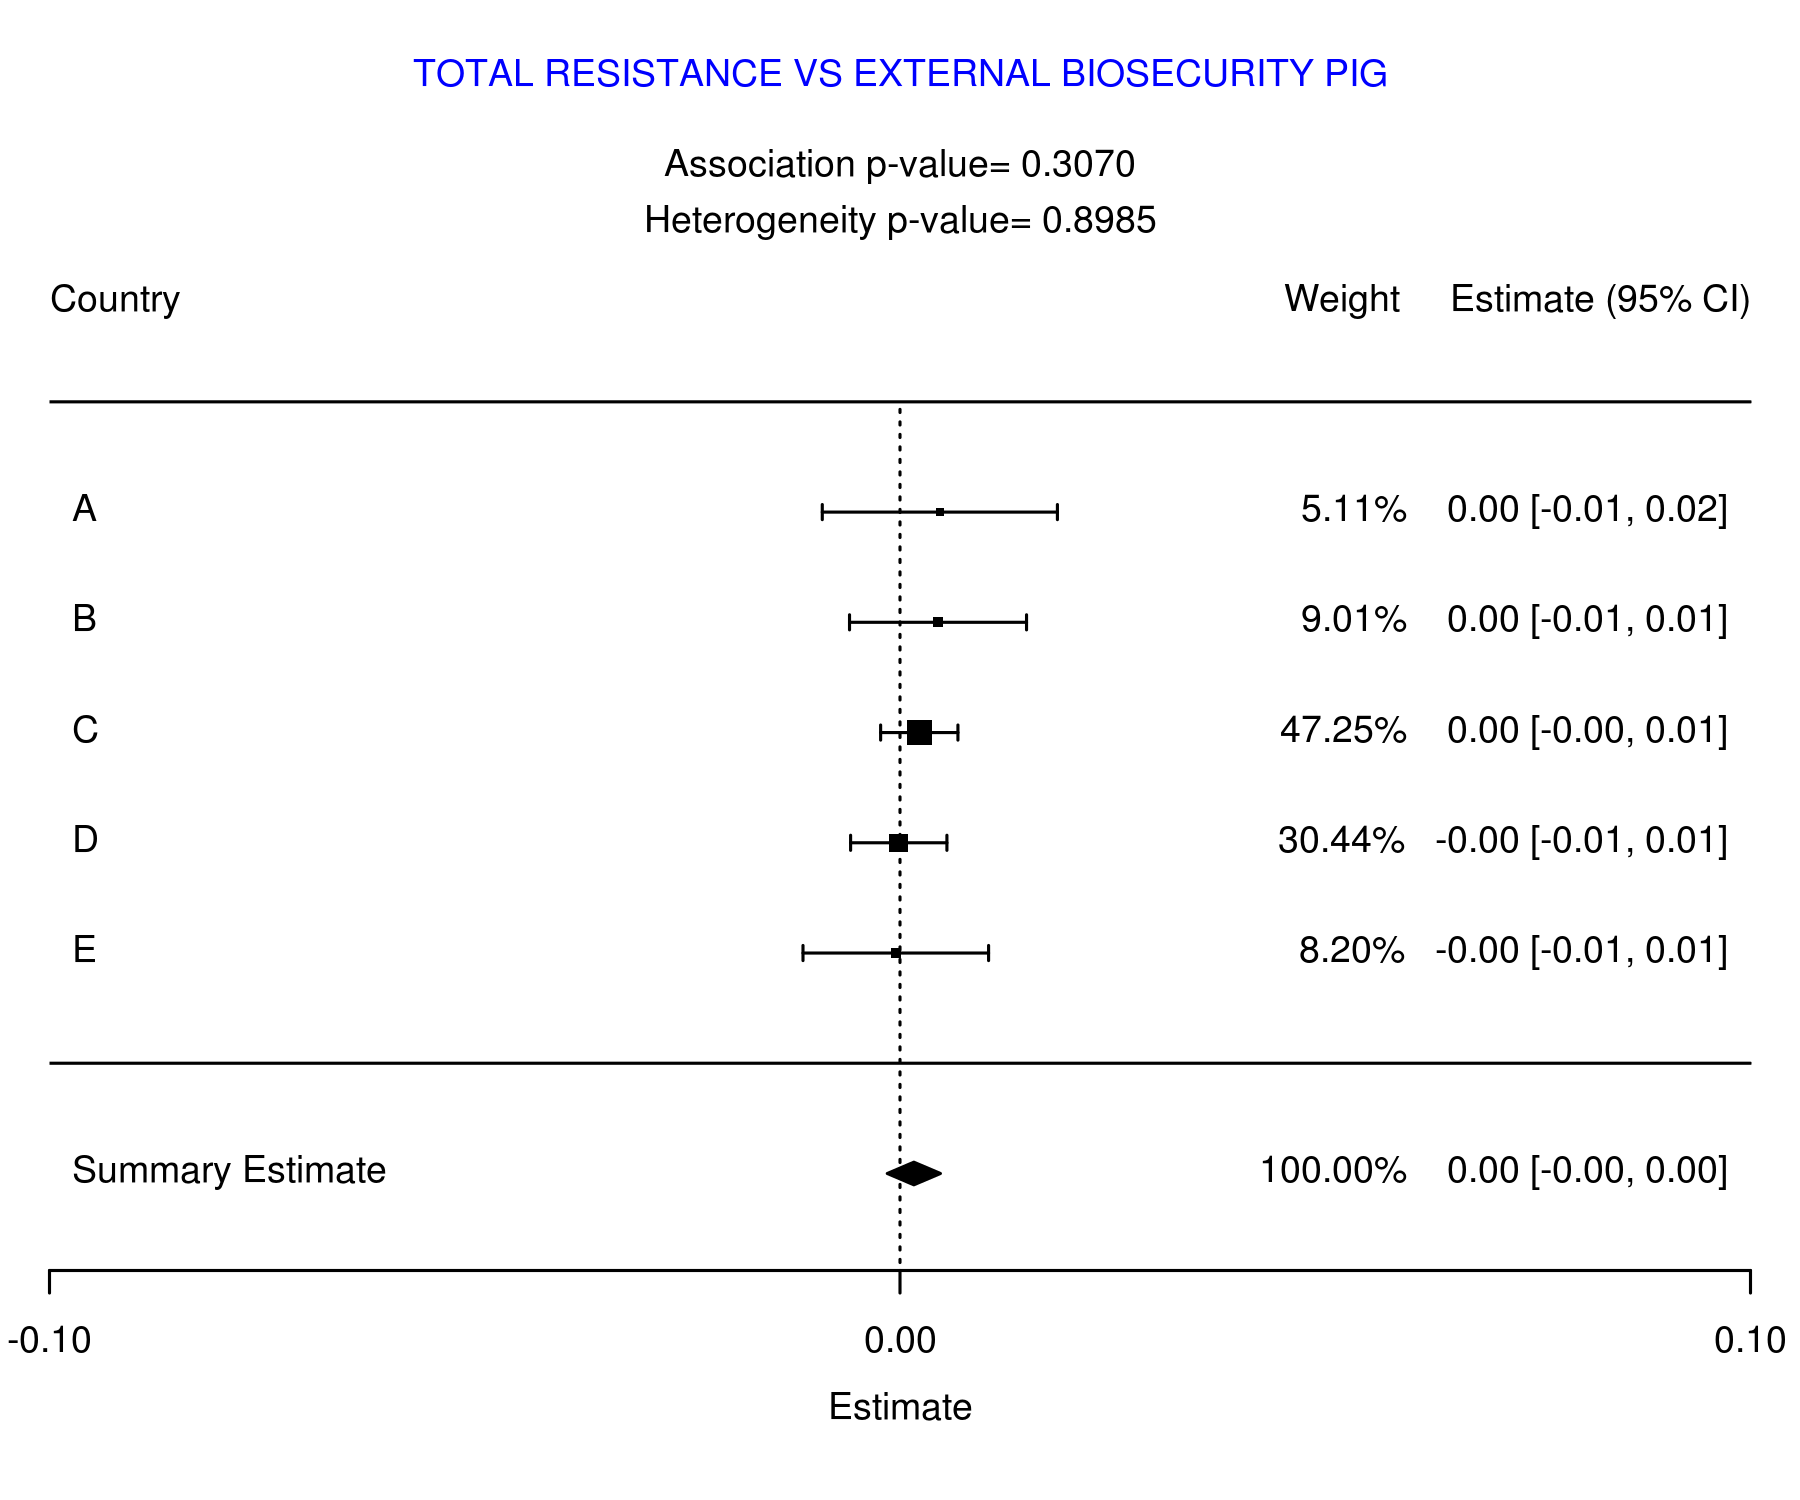 TOTAL RESISTANCE VS EXTERNAL BIOSECURITY PIG
Association p-value= 0.3070
Heterogeneity p-value= 0.8985
Country Weight Estimate (95% CI)
A 5.11% 0.00 [-0.01, 0.02]
B 9.01% 0.00 [-0.01, 0.01]
C 47.25% 0.00 [-0.00, 0.01]
D 30.44% -0.00 [-0.01, 0.01]
E 8.20% -0.00 [-0.01, 0.01]
Summary Estimate 100.00% 0.00 [-0.00, 0.00]
-0.10 0.00 0.10
Estimate